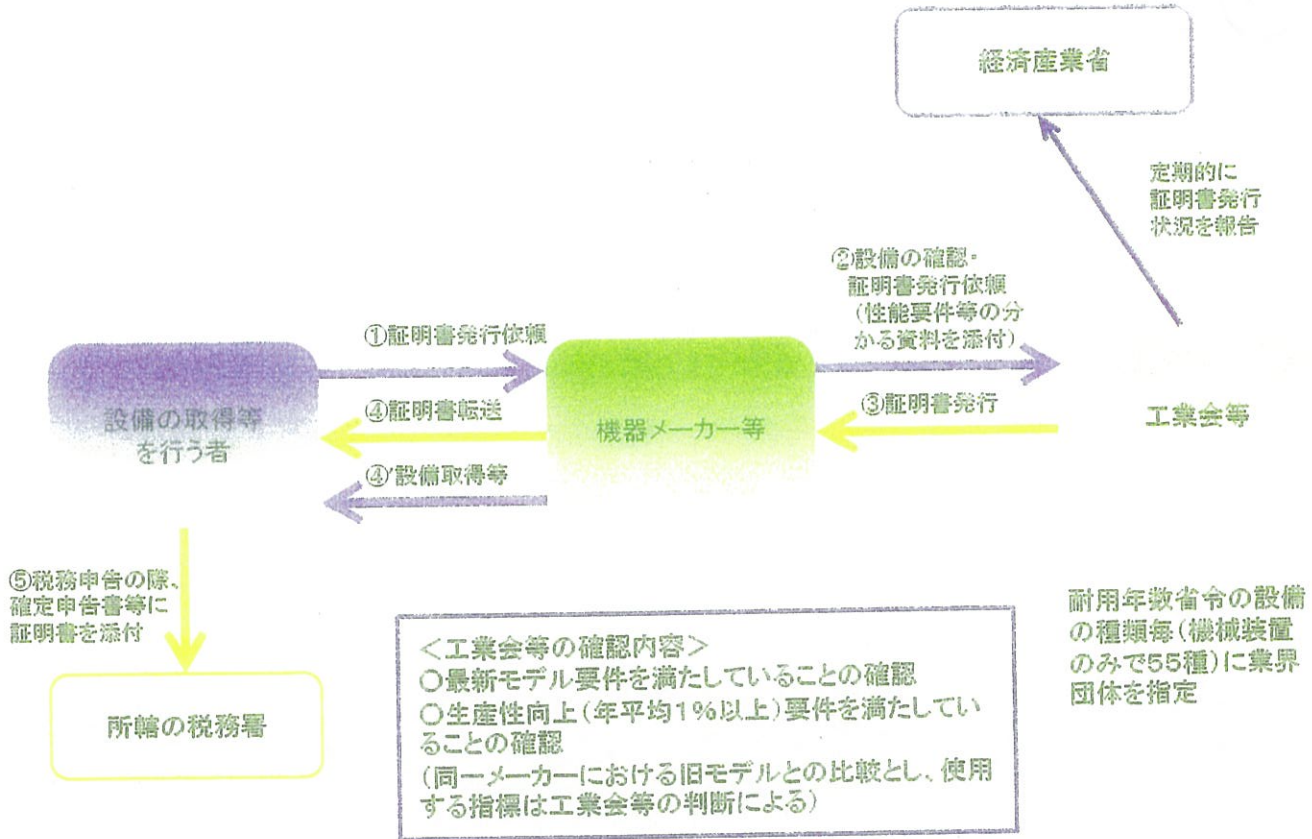 経済産業省
定期的に
証明書発行
状況を報告
②設備の確認・
証明書発行依頼
(性能要件等の分
かる資料を添付)
①証明書発行依頼
設備の取得等
を行う者
④証明書転送
機器メーカー等
③証明書発行
工業会等
④’設備取得等
⑤税務申告の際、
確定申告書等に
証明書を添付
所轄の税務署
<工業会等の確認内容>
○最新モデル要件を満たしていることの確認
○生産性向上(年平均1%以上)要件を満たしてい
ることの確認
(同一メーカーにおける旧モデルとの比較とし、使用
する指標は工業会等の判断による)
耐用年数省令の設備
の種類毎(機械装置
のみで55種)に業界
団体を指定